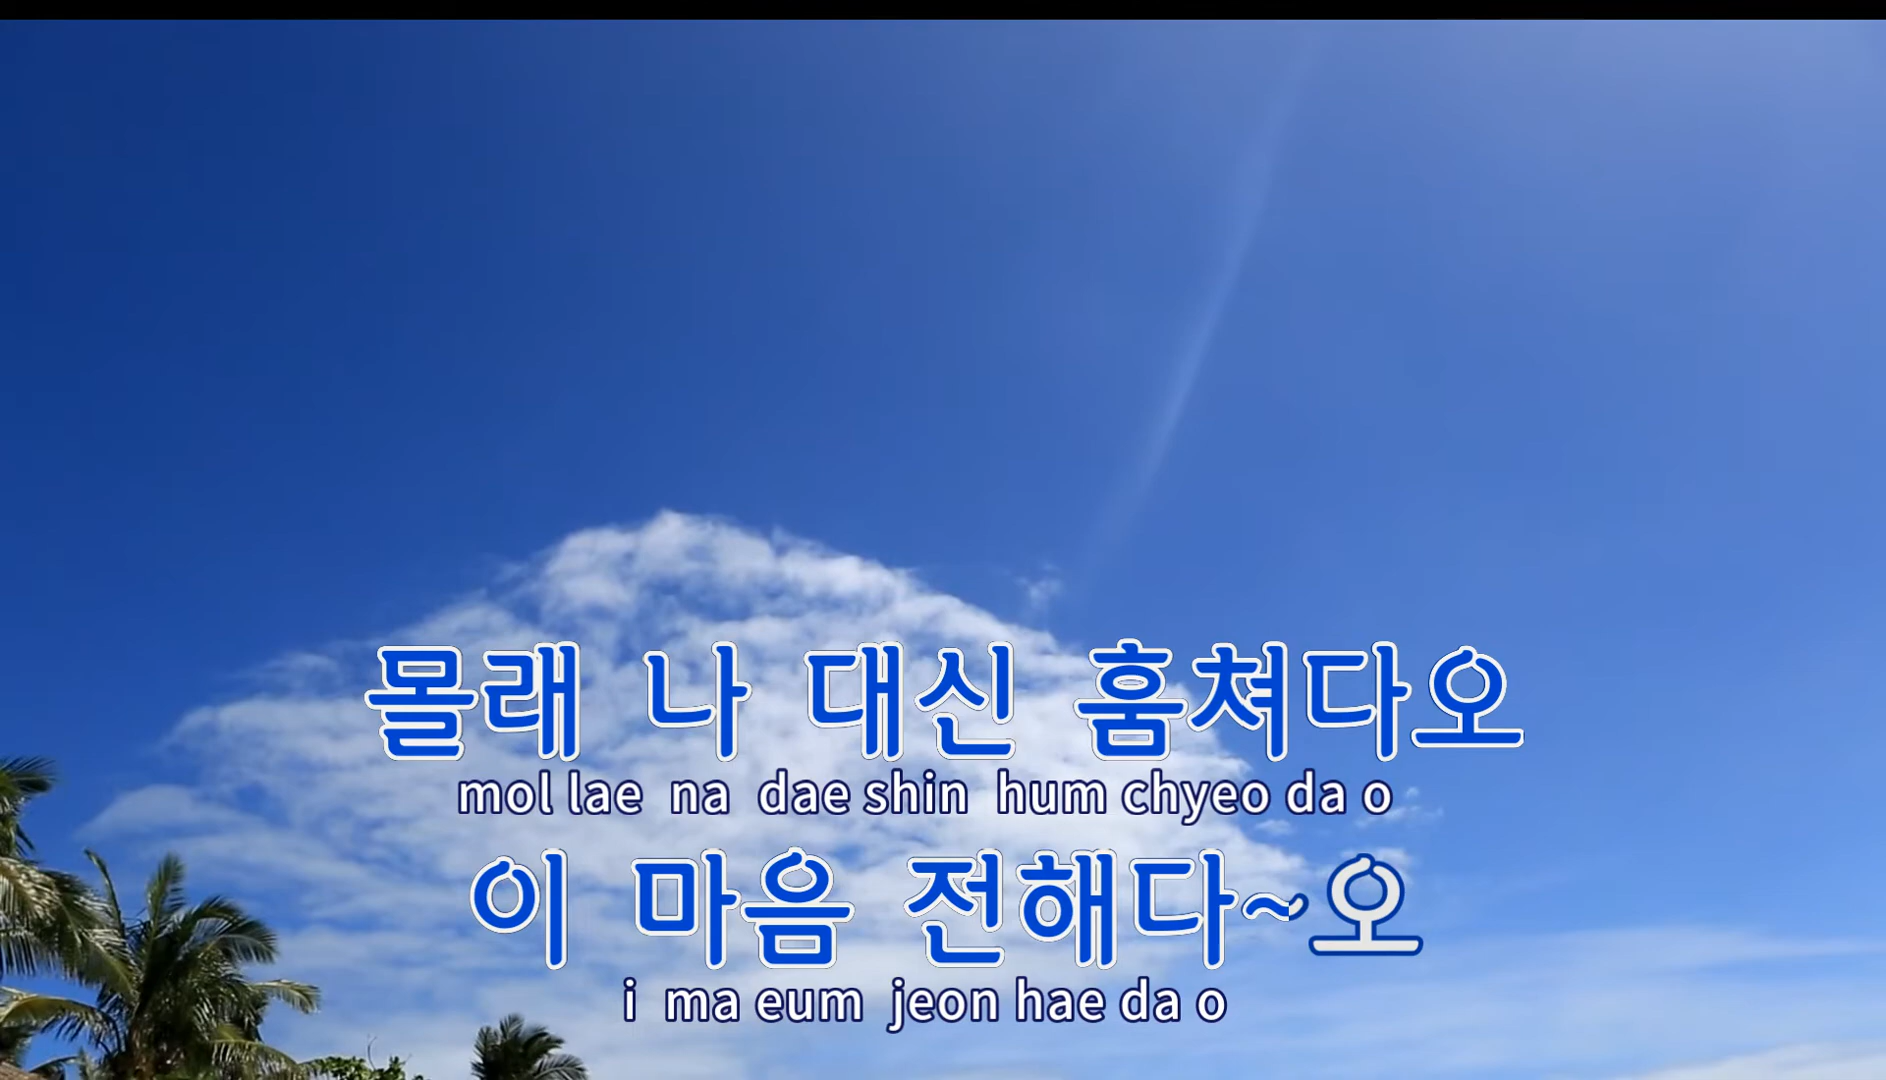 몰래 나 대신 훔쳐다오
mol lae na dae shin hum chyeo da o
이 마음 전해다~오
i ma eum jeon hae da o